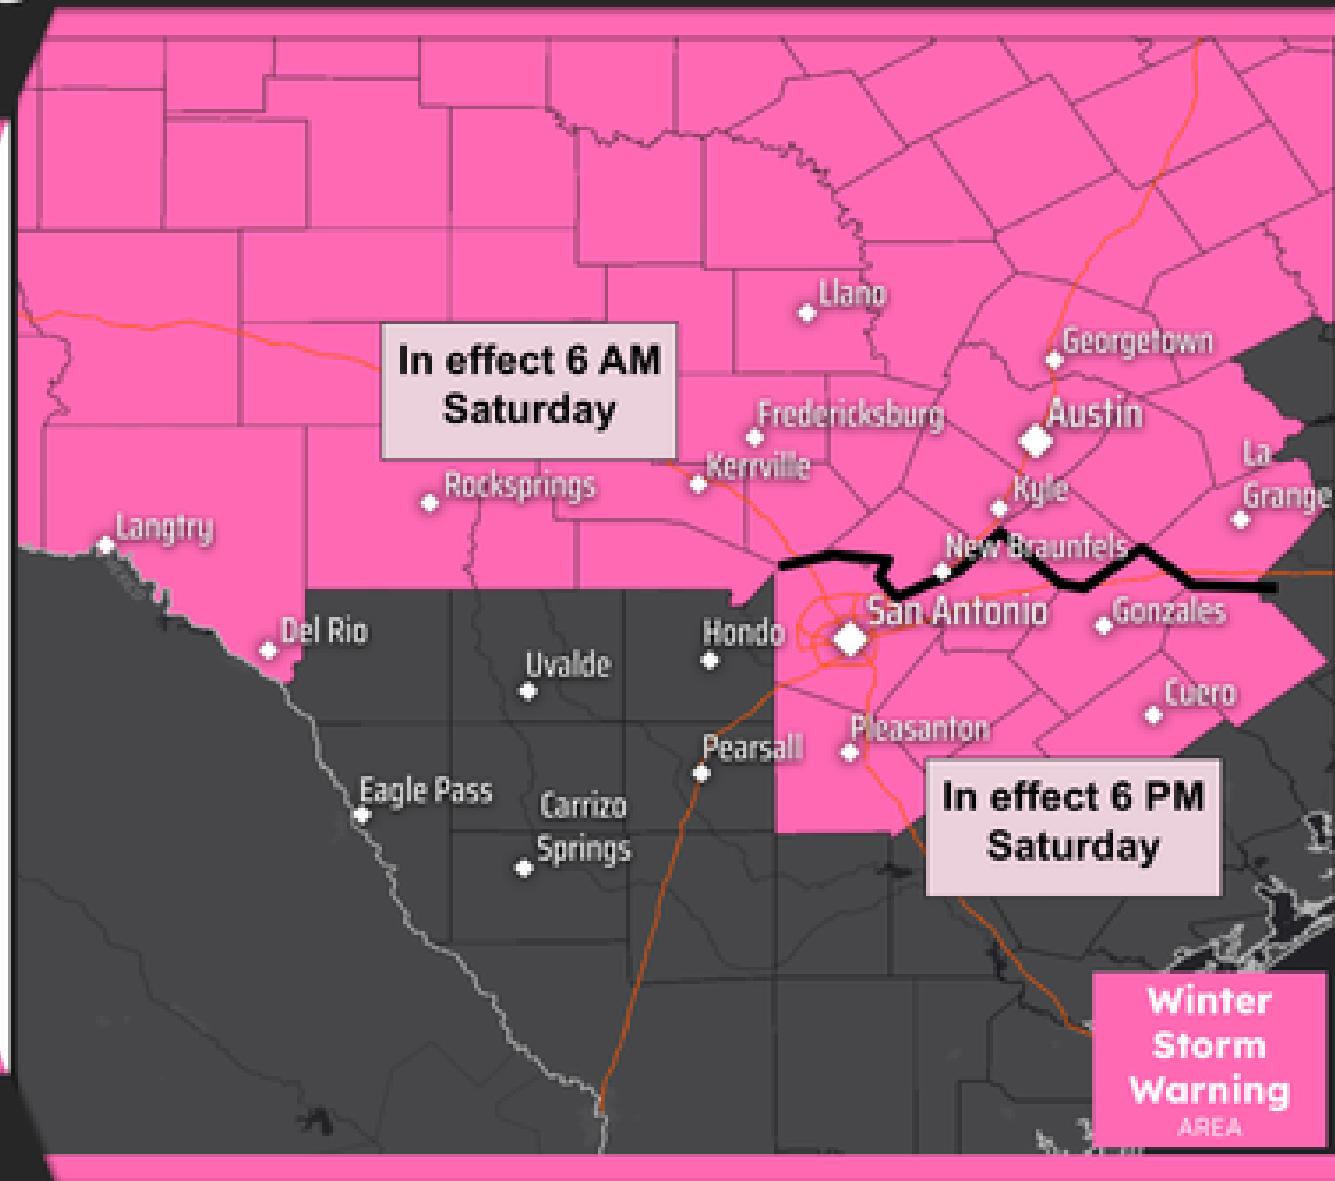 Llano
In effect 6 AM
Saturday
Georgetown
Austin
Fredericksburg
Kerrville
Rocksprings
La
Grange
Kyle
Langtry
New Braunfels
San Antonio
Gonzales
Del Rio
Hondo
Uvalde
Cuero
Pleasanton
Pearsall
Eagle Pass
Carrizo
Springs
In effect 6 PM
Saturday
Winter
Storm
Warning
AREA